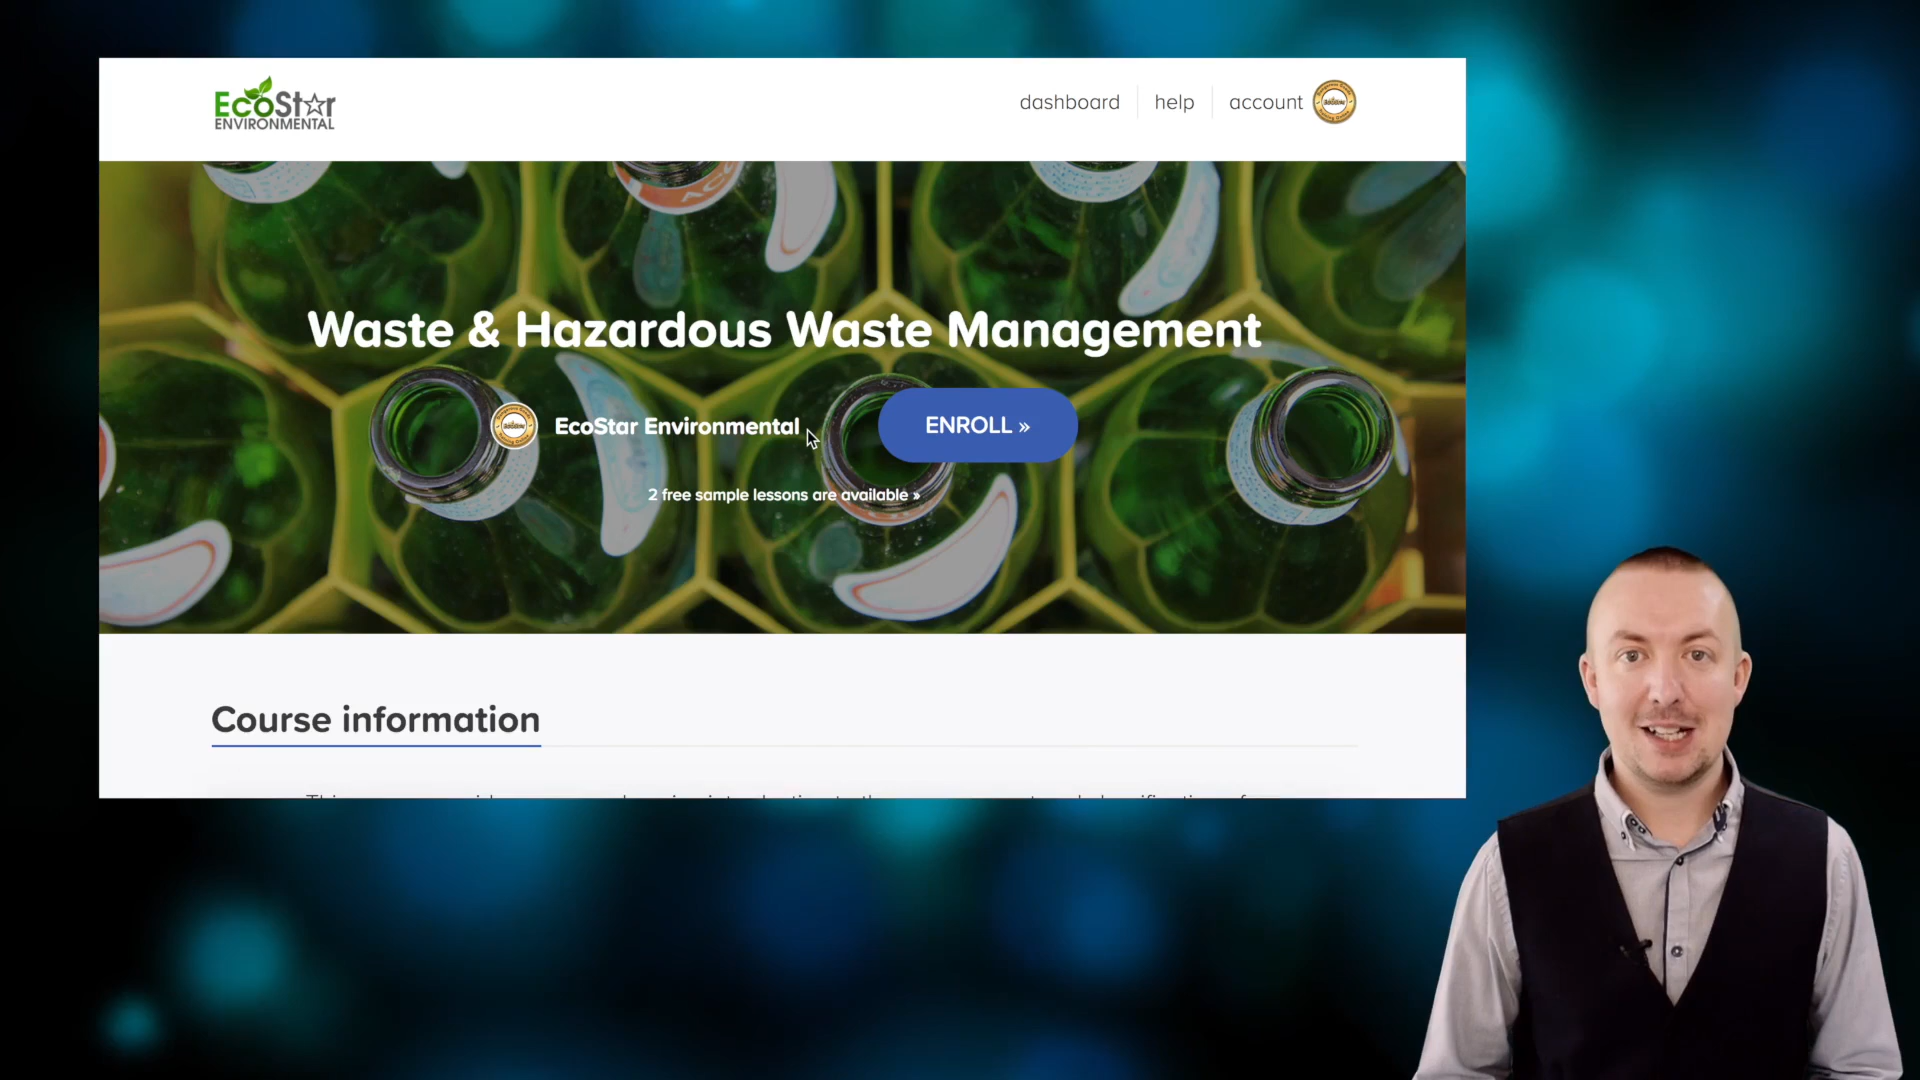 EcoStar
ENVIRONMENTAL
dashboard
help
account
Waste & Hazardous Waste Management
EcoStar Environmental
ENROLL »
2 free sample lessons are available »
Course information